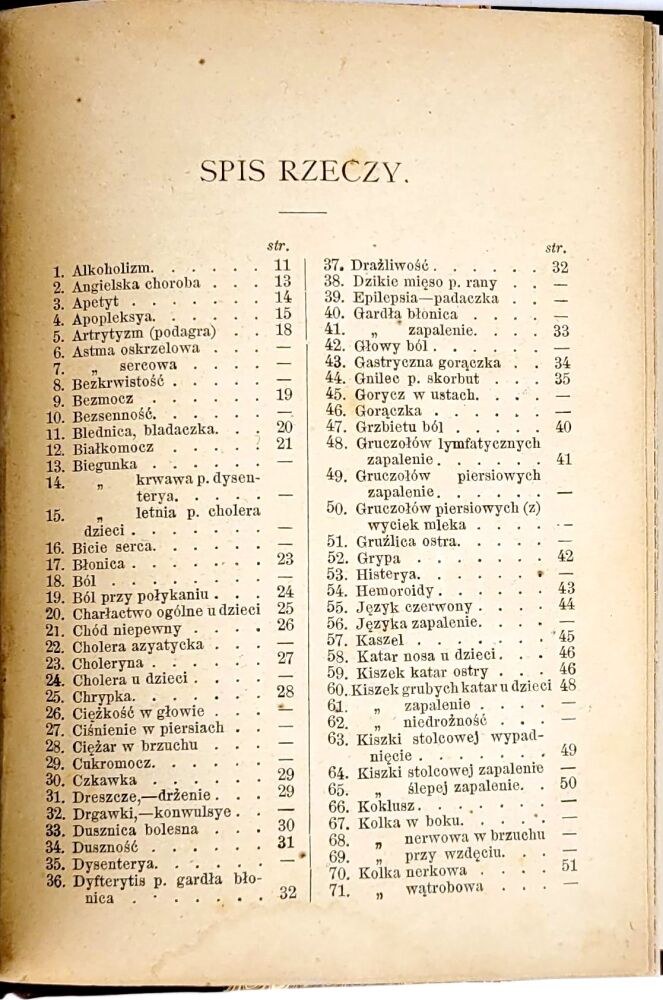 SPIS RZECZY.
str.
1. Alkoholizm. . . . . . 11
2. Angielska choroba . . . 13
3. Apetyt . . . . . . . 14
4. Apopleksya. . . . . . 15
5. Artrytyzm (podagra) . . 18
6. Astma oskrzelowa . . . —
7. „ sercowa . . . . —
8. Bezkrwistość . . . . . —
9. Bezmocz . . . . . . 19
10. Bezsenność. . . . . . —
11. Blednica, bladaczka. . . 20
12. Białkomocz . . . . . 21
13. Biegunka . . . . . . —
14. „ krwawa p. dysen-
terya. . . . . —
15. „ letnia p. cholera
dzieci . . . . . . . —
16. Bicie serca. . . . . . —
17. Błonica . . . . . . . 23
18. Ból . . . . . . . . —
19. Ból przy połykaniu . . . 24
20. Charłactwo ogólne u dzieci 25
21. Chód niepewny . . . . 26
22. Cholera azyatycka . . . —
23. Choleryna . . . . . . 27
24. Cholera u dzieci . . . . —
25. Chrypka. . . . . . . 28
26. Ciężkość w głowie . . . —
27. Ciśnienie w piersiach . . —
28. Ciężar w brzuchu . . . —
29. Cukromocz. . . . . . —
30. Czkawka . . . . . . 29
31. Dreszcze,—drżenie . . . 29
32. Drgawki,—konwulsye . . —
33. Dusznica bolesna . . . 30
34. Duszność . . . . . . 31
35. Dysenterya. . . . . . —
36. Dyfterytis p. gardła bło-
nica . . . . . . . 32
str.
37. Drażliwość . . . . . . 32
38. Dzikie mięso p. rany . . —
39. Epilepsia—padaczka . . —
40. Gardła błonica . . . . —
41. „ zapalenie. . . . 33
42. Głowy ból . . . . . . —
43. Gastryczna gorączka . . 34
44. Gnilec p. skorbut . . . 35
45. Gorycz w ustach. . . . —
46. Gorączka . . . . . . —
47. Grzbietu ból . . . . . 40
48. Gruczołów lymfatycznych
zapalenie . . . . . . 41
49. Gruczołów piersiowych
zapalenie. . . . . . —
50. Gruczołów piersiowych (z)
wyciek mleka . . . . —
51. Gruźlica ostra. . . . . —
52. Grypa . . . . . . . 42
53. Histerya. . . . . . . —
54. Hemoroidy . . . . . . 43
55. Język czerwony . . . . 44
56. Języka zapalenie. . . . —
57. Kaszel . . . . . . . 45
58. Katar nosa u dzieci. . . 46
59. Kiszek katar ostry . . . 46
60. Kiszek grubych katar u dzieci 48
61. „ zapalenie . . . . —
62. „ niedrożność . . . —
63. Kiszki stolcowej wypad-
nięcie . . . . . . . 49
64. Kiszki stolcowej zapalenie —
65. „ ślepej zapalenie. . 50
66. Koklusz. . . . . . . —
67. Kolka w boku. . . . . —
68. „ nerwowa w brzuchu —
69. „ przy wzdęciu. . . —
70. Kolka nerkowa . . . . 51
71. „ wątrobowa . . . —